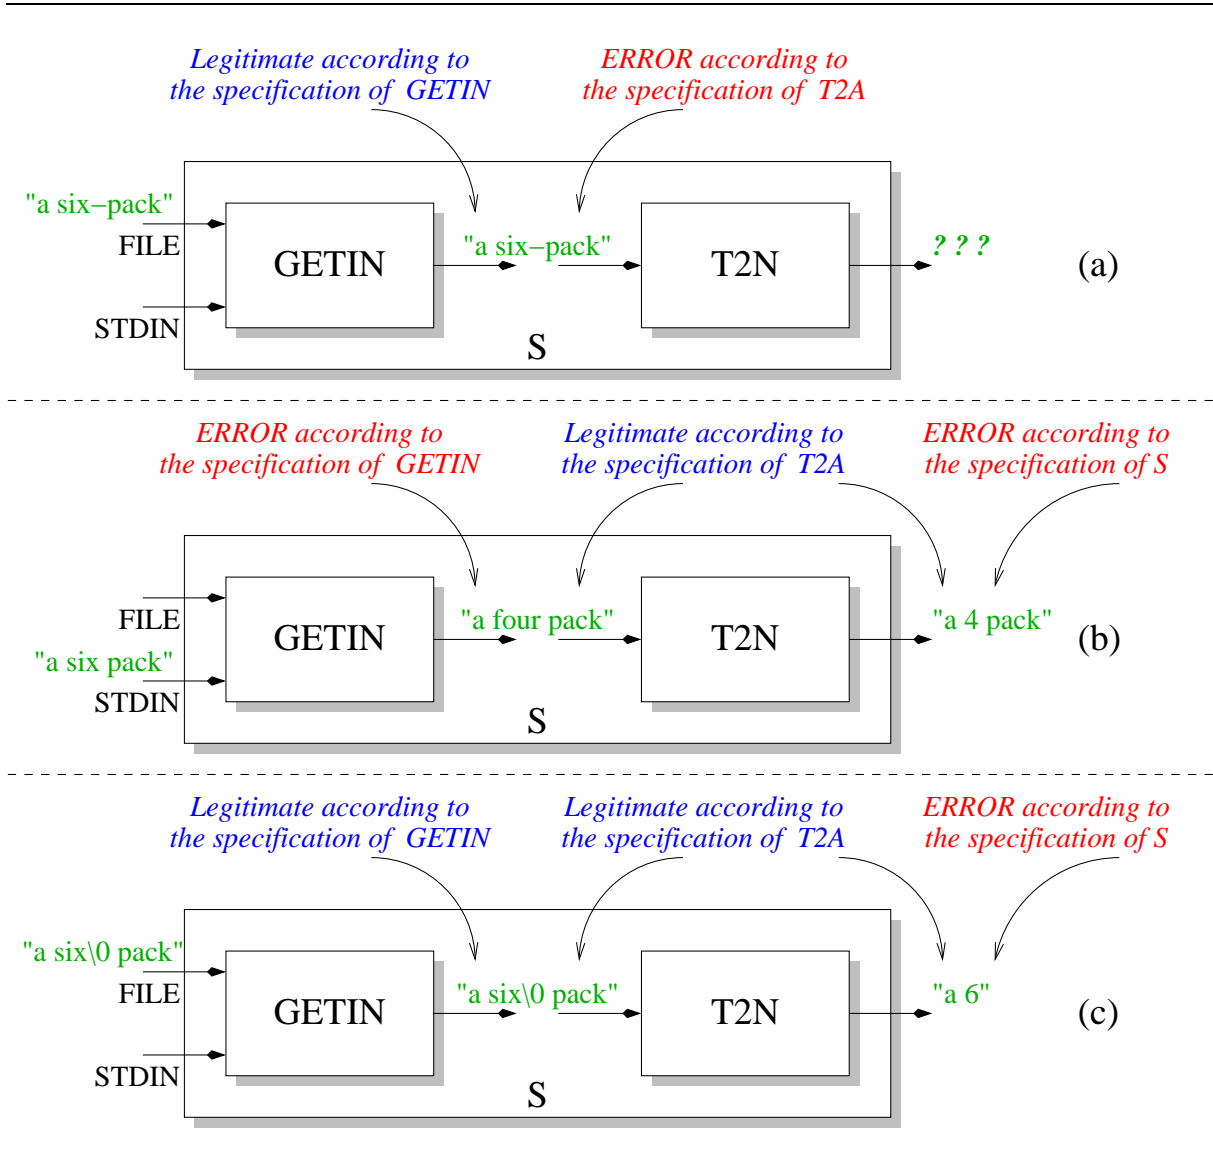 Legitimate according to
the specification of GETIN
ERROR according to
the specification of T2A
"a six−pack"
FILE
STDIN
GETIN
"a six−pack"
T2N
? ? ?
S
(a)
ERROR according to
the specification of GETIN
Legitimate according to
the specification of T2A
ERROR according to
the specification of S
FILE
"a six pack"
STDIN
GETIN
"a four pack"
T2N
"a 4 pack"
S
(b)
Legitimate according to
the specification of GETIN
Legitimate according to
the specification of T2A
ERROR according to
the specification of S
"a six\0 pack"
FILE
STDIN
GETIN
"a six\0 pack"
T2N
"a 6"
S
(c)